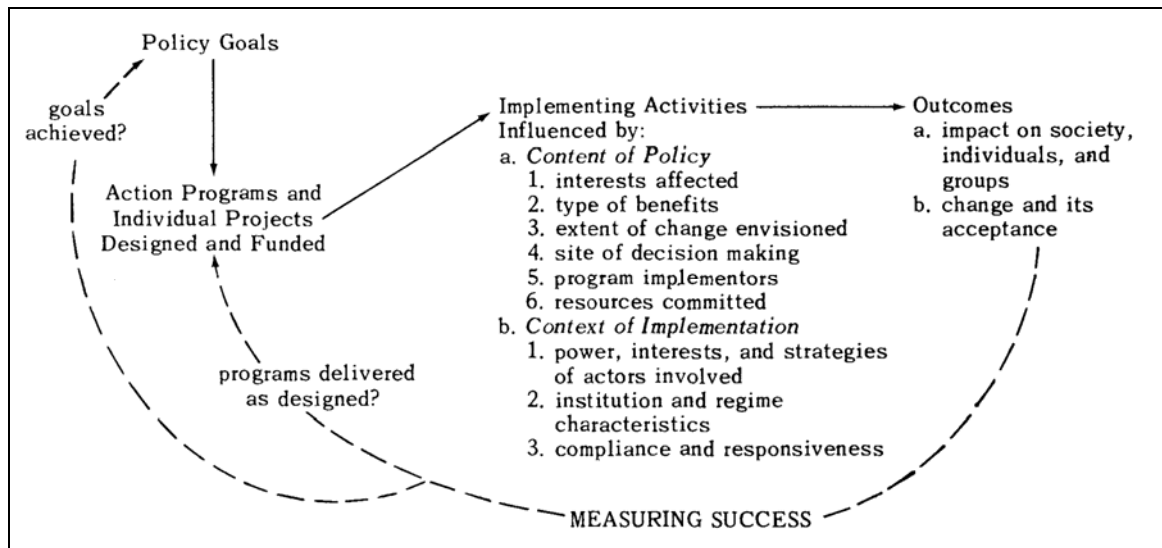 Policy Goals
goals
achieved?
Action Programs and
Individual Projects
Designed and Funded
programs delivered
as designed?
Implementing Activities
Influenced by:
a. Content of Policy
1. interests affected
2. type of benefits
3. extent of change envisioned
4. site of decision making
5. program implementors
6. resources committed
b. Context of Implementation
1. power, interests, and strategies
of actors involved
2. institution and regime
characteristics
3. compliance and responsiveness
Outcomes
a. impact on society,
individuals, and
groups
b. change and its
acceptance
MEASURING SUCCESS